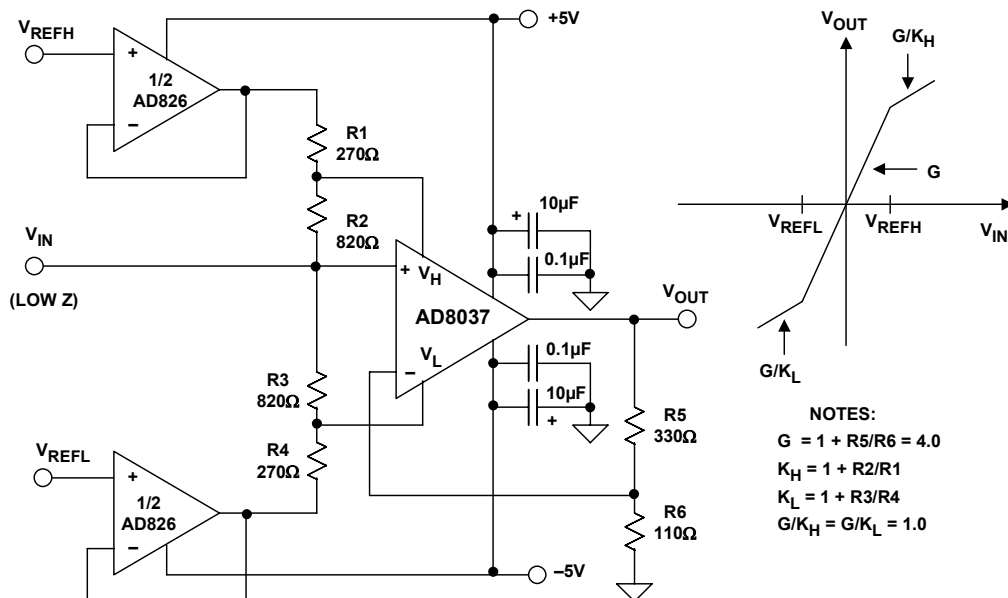 V_REFH
+
1/2
AD826
−
+5V
R1
270Ω
R2
820Ω
V_IN
(LOW Z)
+
V_H
AD8037
V_L
−
+
10µF
0.1µF
V_OUT
0.1µF
10µF
+
R3
820Ω
R4
270Ω
R5
330Ω
R6
110Ω
V_REFL
+
1/2
AD826
−
−5V
V_OUT
G/K_H
G
V_REFL
V_REFH
V_IN
G/K_L
NOTES:
G = 1 + R5/R6 = 4.0
K_H = 1 + R2/R1
K_L = 1 + R3/R4
G/K_H = G/K_L = 1.0